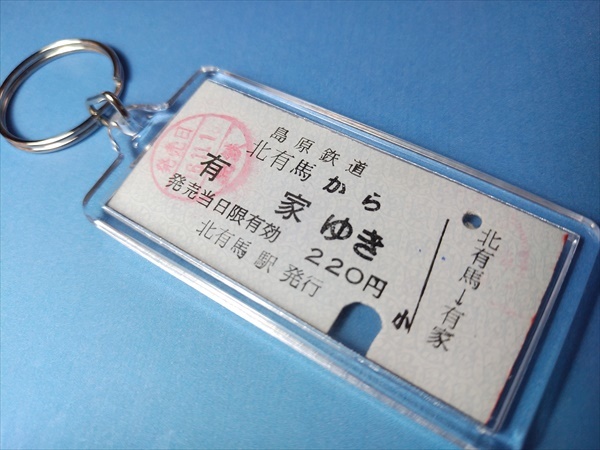 島原鉄道
北有馬から
有家ゆき
発売当日限有効 220円
北有馬駅発行
小
北有馬→有家